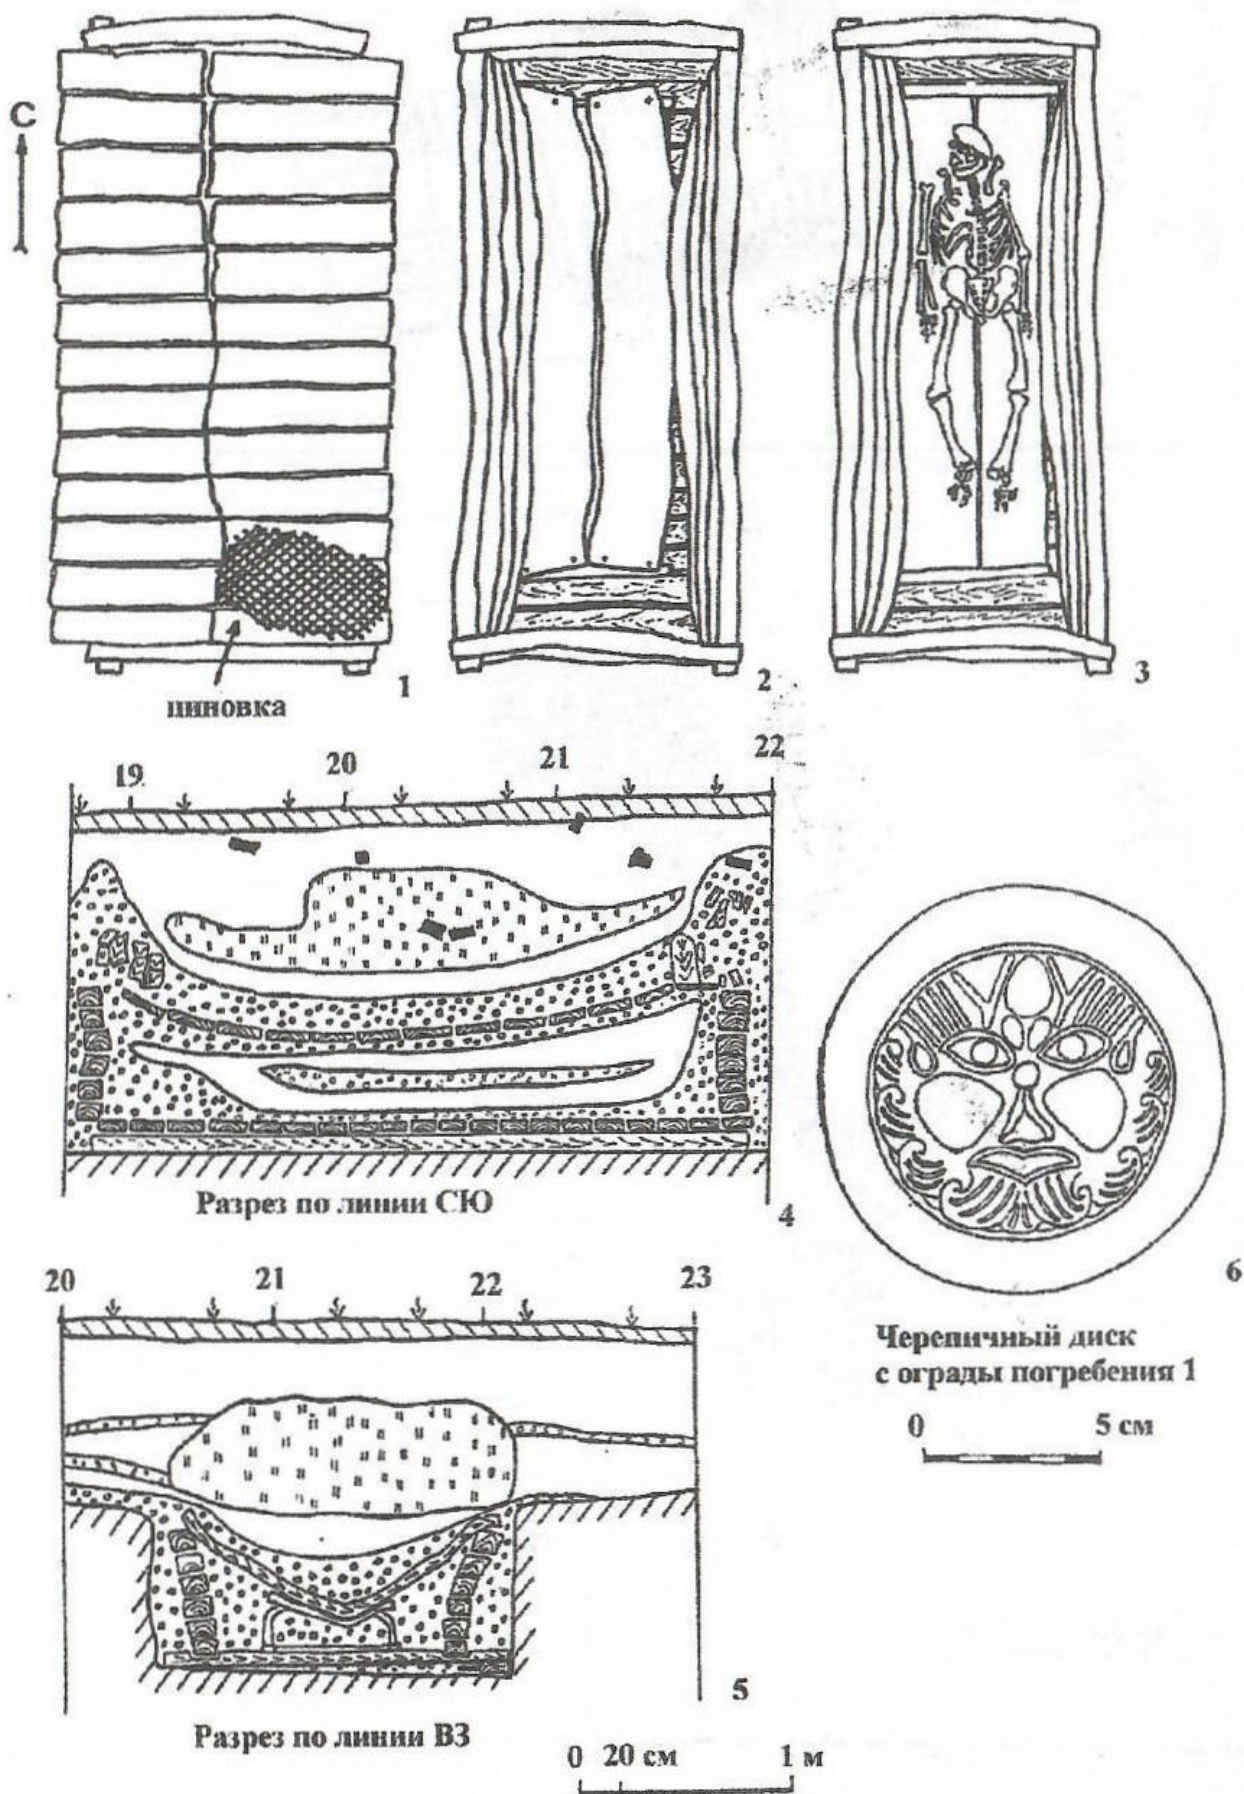 С
1
2
3
циновка
19 20 21 22
Разрез по линии СЮ
4
20 21 22 23
6
Черепичный диск
с ограды погребения 1
0 5 см
5
Разрез по линии ВЗ
0 20 см 1 м